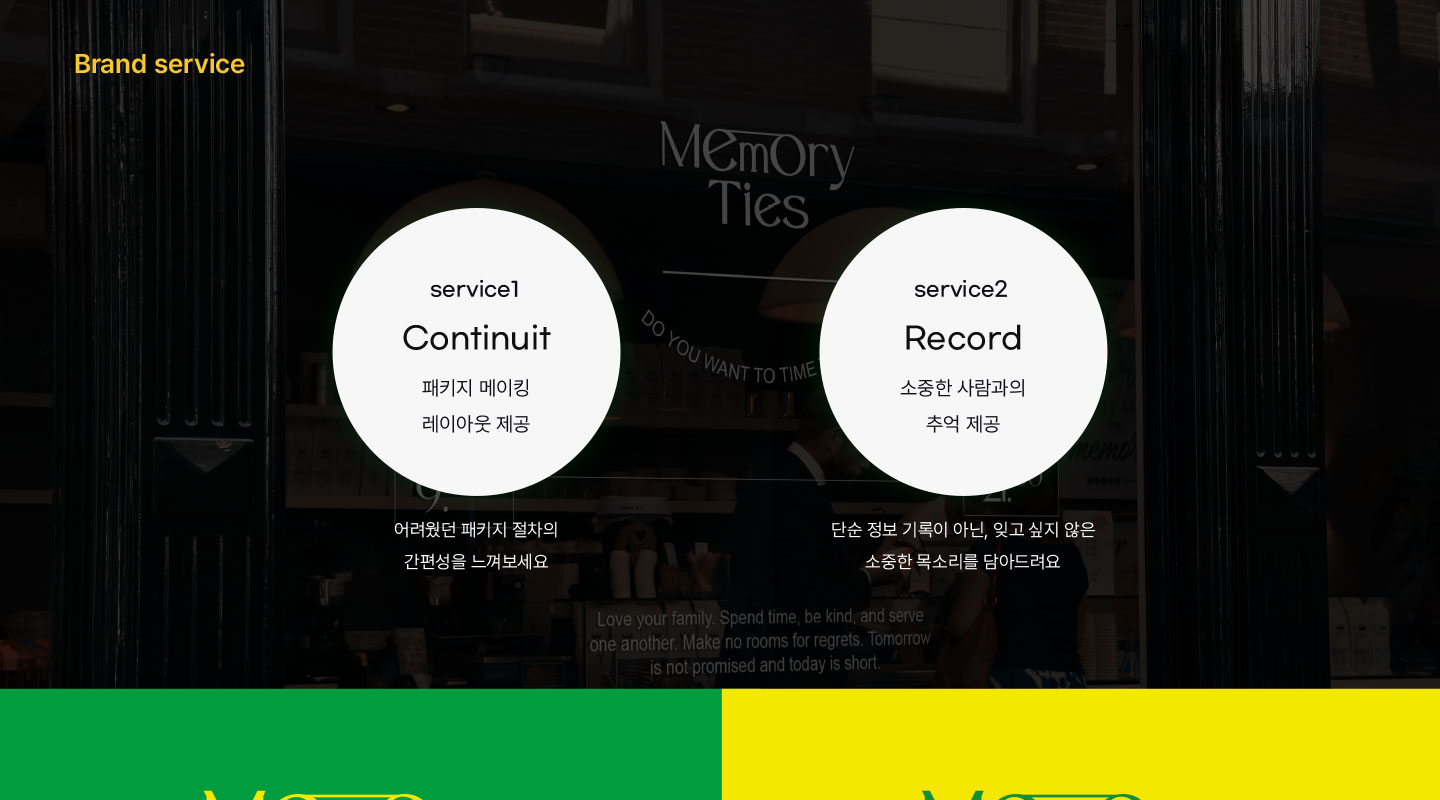 Brand service
Memory
Ties
service1
Continuit
패키지 메이킹
레이아웃 제공
어려웠던 패키지 절차의
간편성을 느껴보세요
DO YOU WANT TO TIME
service2
Record
소중한 사람과의
추억 제공
단순 정보 기록이 아닌, 잊고 싶지 않은
소중한 목소리를 담아드려요
Love your family. Spend time, be kind, and serve
one another. Make no rooms for regrets. Tomorrow
is not promised and today is short.